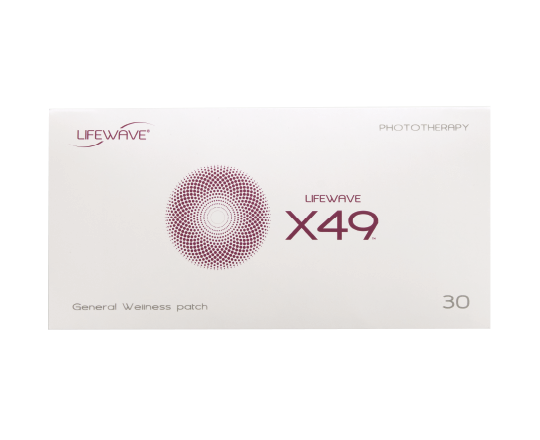 LIFEWAVE®
PHOTOTHERAPY
LIFEWAVE
X49™
General Wellness patch
30